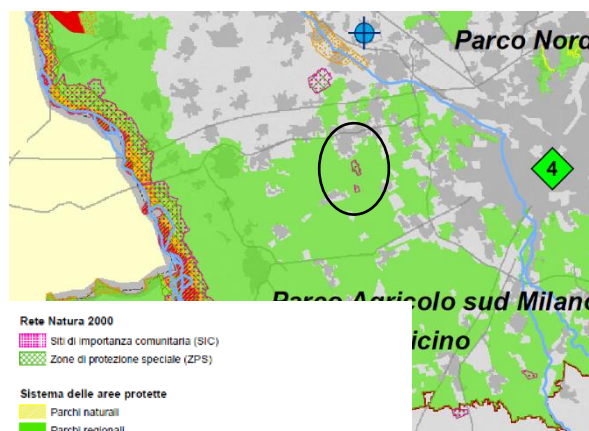 Parco Nord
4
Parco Agricolo sud Milano
icino
Rete Natura 2000
Siti di importanza comunitaria (SIC)
Zone di protezione speciale (ZPS)
Sistema delle aree protette
Parchi naturali
Parchi regionali